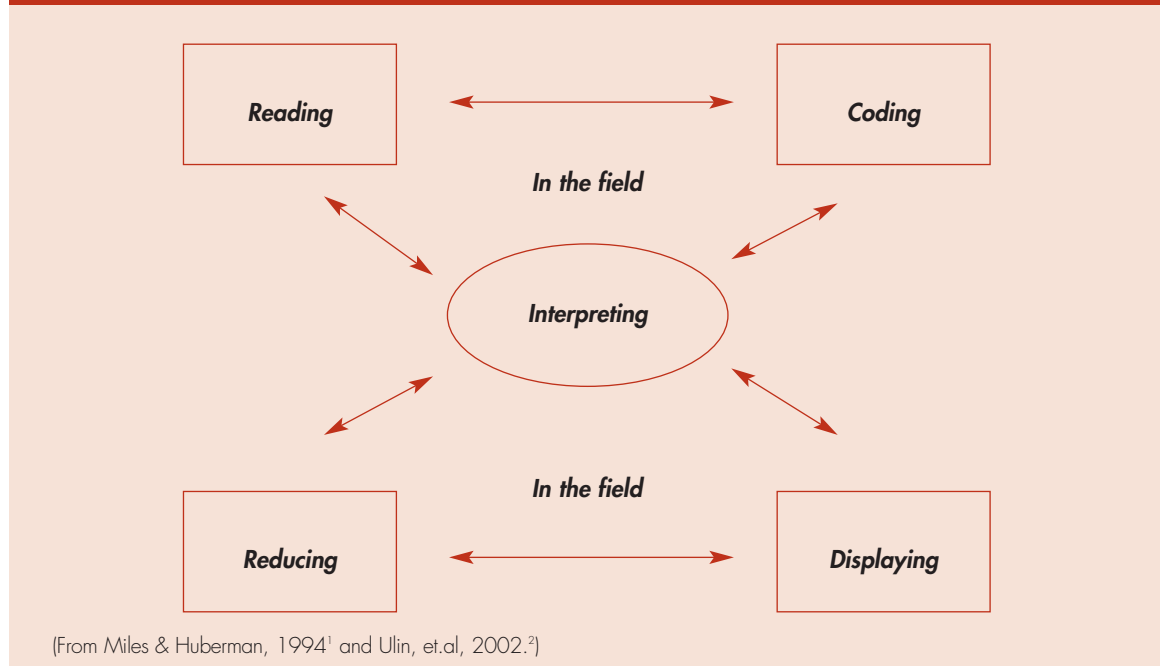 Reading
Coding
In the field
Interpreting
In the field
Reducing
Displaying
(From Miles & Huberman, 1994¹ and Ulin, et.al, 2002.²)